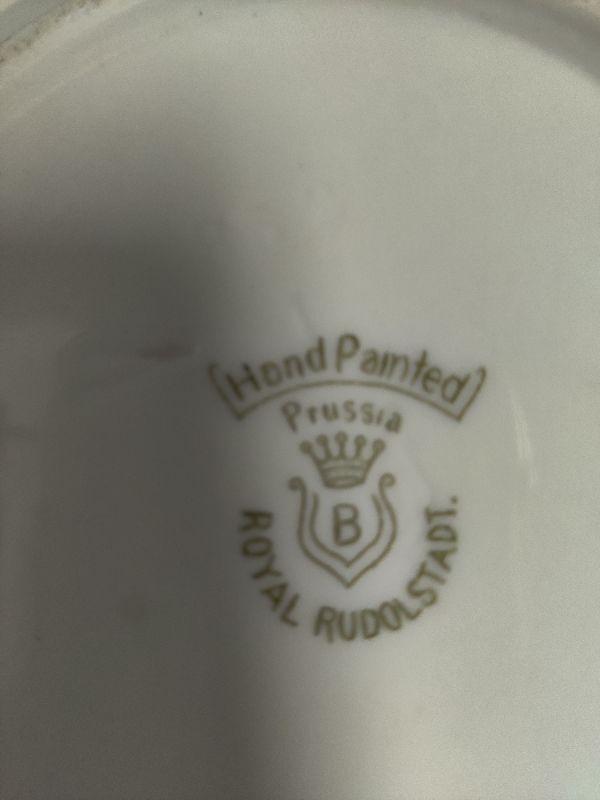 Hand Painted
Prussia
B
ROYAL RUDOLSTADT.